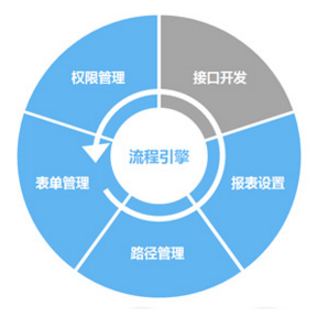 权限管理
接口开发
流程引擎
表单管理
报表设置
路径管理